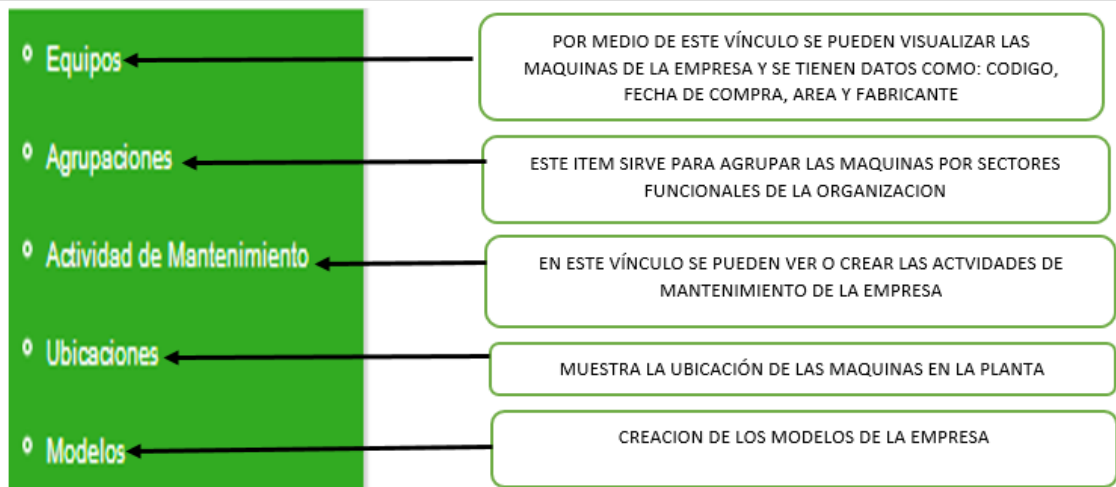 Equipos
POR MEDIO DE ESTE VÍNCULO SE PUEDEN VISUALIZAR LAS
MAQUINAS DE LA EMPRESA Y SE TIENEN DATOS COMO: CODIGO,
FECHA DE COMPRA, AREA Y FABRICANTE
Agrupaciones
ESTE ITEM SIRVE PARA AGRUPAR LAS MAQUINAS POR SECTORES
FUNCIONALES DE LA ORGANIZACION
Actividad de Mantenimiento
EN ESTE VÍNCULO SE PUEDEN VER O CREAR LAS ACTVIDADES DE
MANTENIMIENTO DE LA EMPRESA
Ubicaciones
MUESTRA LA UBICACIÓN DE LAS MAQUINAS EN LA PLANTA
Modelos
CREACION DE LOS MODELOS DE LA EMPRESA